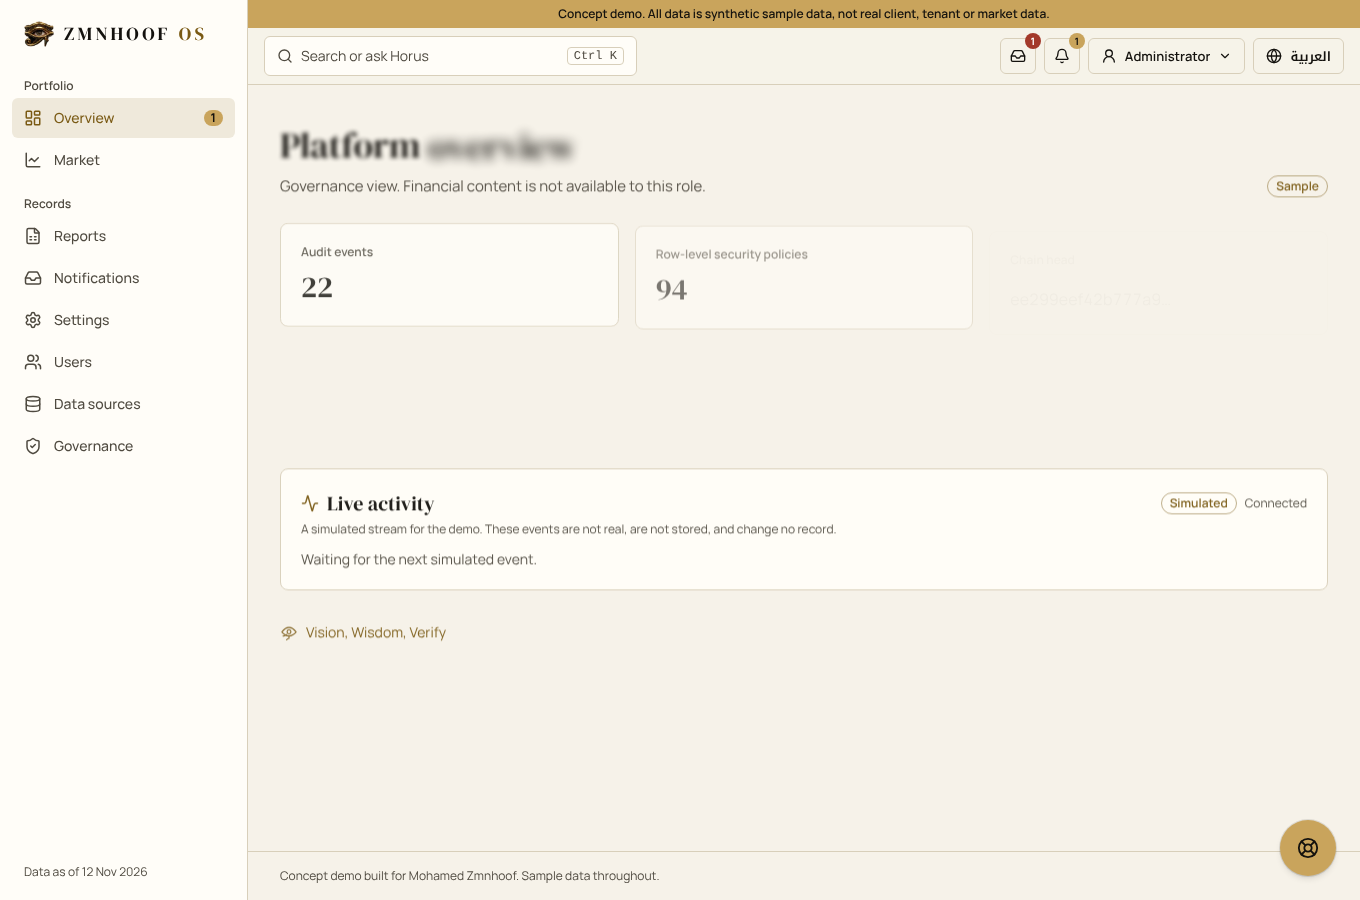 Concept demo. All data is synthetic sample data, not real client, tenant or market data.
ZMNHOOF OS
Search or ask Horus
Ctrl K
1
1
Administrator
العربية
Portfolio
Overview
1
Market
Records
Reports
Notifications
Settings
Users
Data sources
Governance
Data as of 12 Nov 2026
Platform overview
Governance view. Financial content is not available to this role.
Sample
Audit events
22
Row-level security policies
94
Chain head
ee299eef42b777a9
Live activity
Simulated
Connected
A simulated stream for the demo. These events are not real, are not stored, and change no record.
Waiting for the next simulated event.
Vision, Wisdom, Verify
Concept demo built for Mohamed Zmnhoof. Sample data throughout.